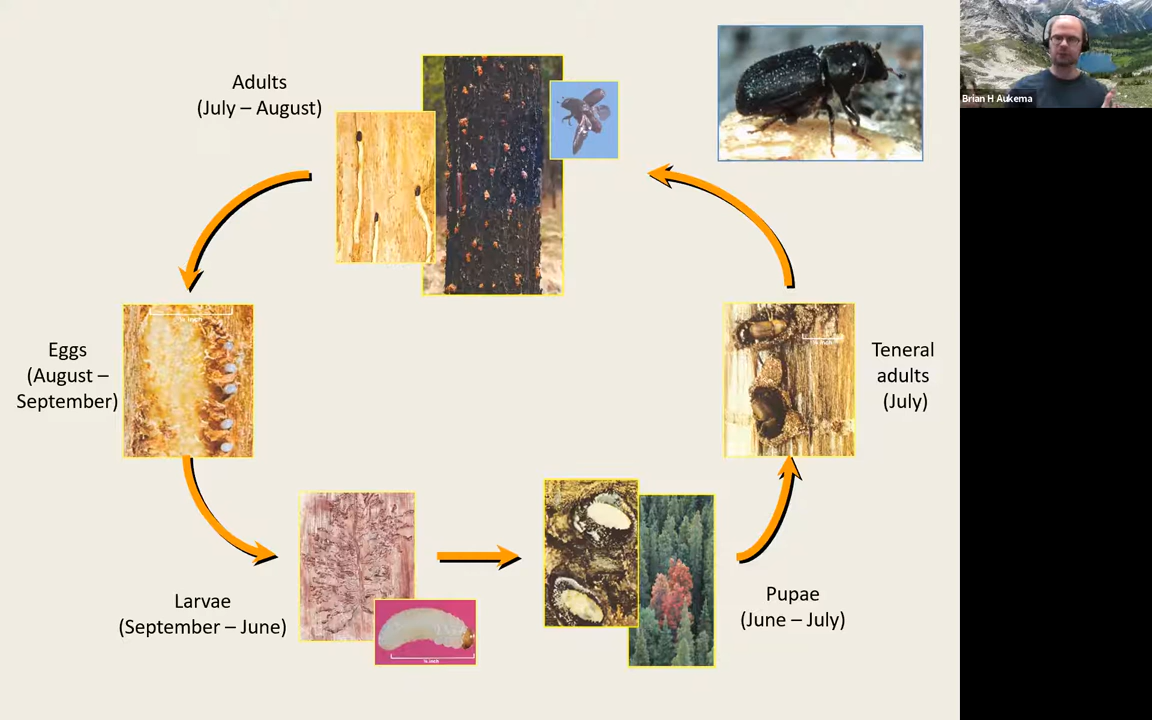 Adults
(July – August)
Brian H Aukema
Eggs
(August –
September)
Teneral
adults
(July)
Larvae
(September – June)
Pupae
(June – July)